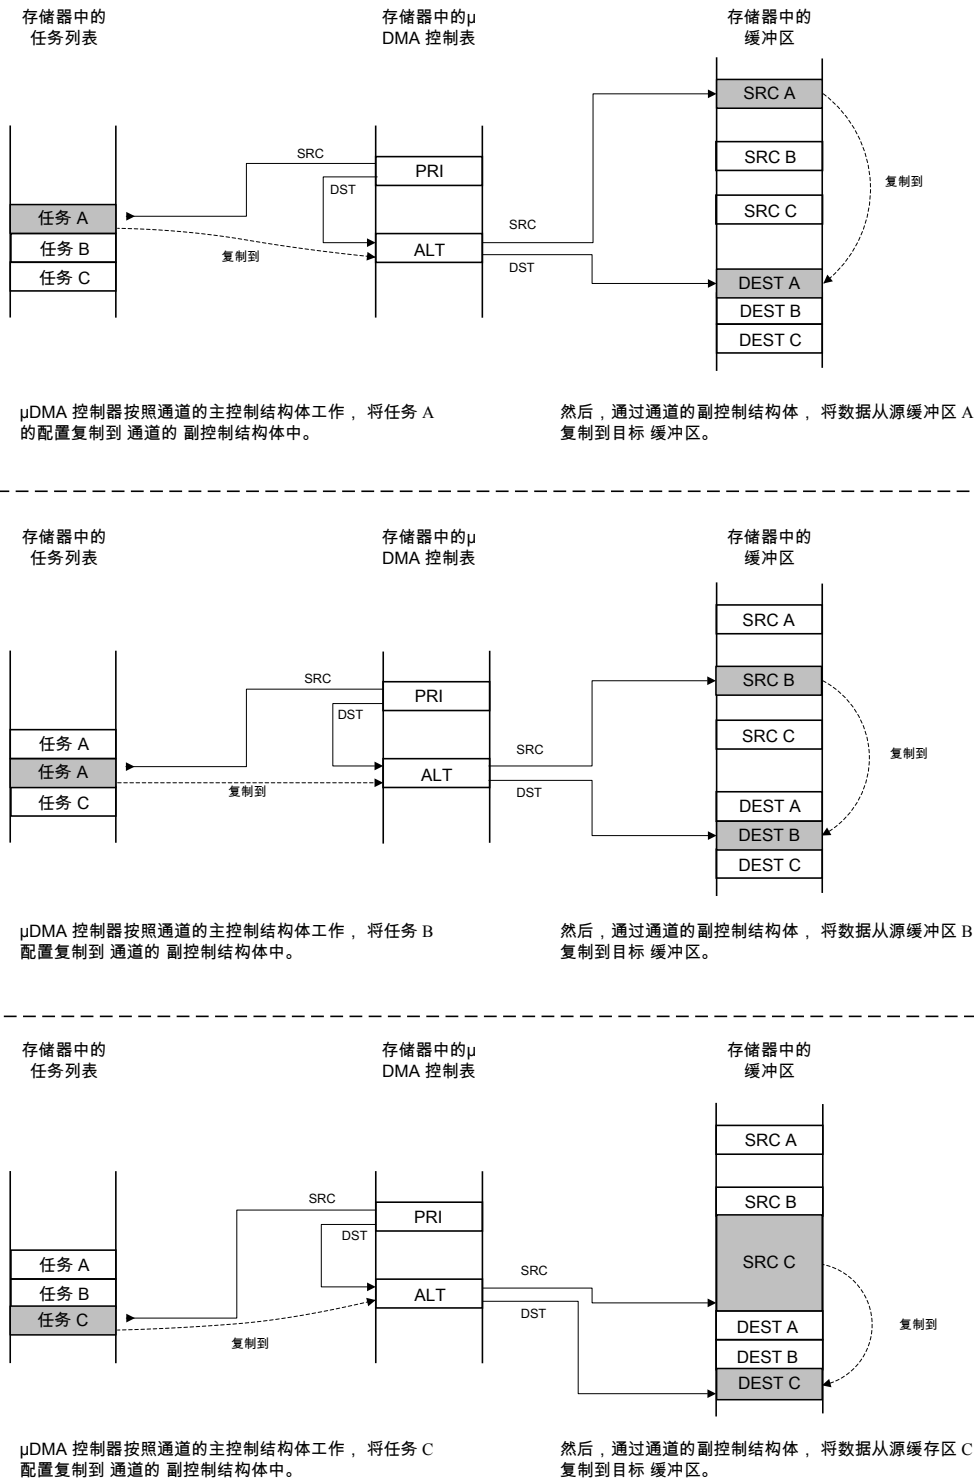 存储器中的
任务列表
存储器中的μ
DMA 控制表
存储器中的
缓冲区
SRC A
SRC B
SRC C
SRC
PRI
DST
复制到
任务 A
任务 B
任务 C
复制到
ALT
SRC
DST
DEST A
DEST B
DEST C
μDMA 控制器按照通道的主控制结构体工作， 将任务 A
的配置复制到 通道的 副控制结构体中。
然后，通过通道的副控制结构体， 将数据从源缓冲区 A
复制到目标 缓冲区。
存储器中的
任务列表
存储器中的μ
DMA 控制表
存储器中的
缓冲区
SRC A
SRC B
SRC C
SRC
PRI
DST
复制到
任务 A
任务 A
任务 C
复制到
ALT
SRC
DST
DEST A
DEST B
DEST C
μDMA 控制器按照通道的主控制结构体工作， 将任务 B
配置复制到 通道的 副控制结构体中。
然后，通过通道的副控制结构体， 将数据从源缓冲区 B
复制到目标 缓冲区。
存储器中的
任务列表
存储器中的μ
DMA 控制表
存储器中的
缓冲区
SRC A
SRC B
SRC C
SRC
PRI
DST
任务 A
任务 B
任务 C
复制到
ALT
SRC
DST
复制到
DEST A
DEST B
DEST C
μDMA 控制器按照通道的主控制结构体工作， 将任务 C
配置复制到 通道的 副控制结构体中。
然后，通过通道的副控制结构体， 将数据从源缓存区 C
复制到目标 缓冲区。